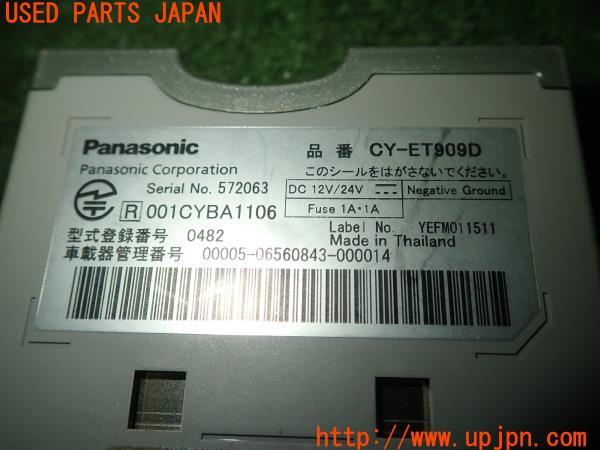 USED PARTS JAPAN
Panasonic
品番 CY-ET909D
Panasonic Corporation
このシールをはがさないでください。
Serial No. 572063
DC 12V/24V
Negative Ground
R 001CYBA1106
Fuse 1A・1A
Label No. YEFM011511
型式登録番号 0482
Made in Thailand
車載器管理番号 00005-06560843-000014
http://www.upjpn.com/